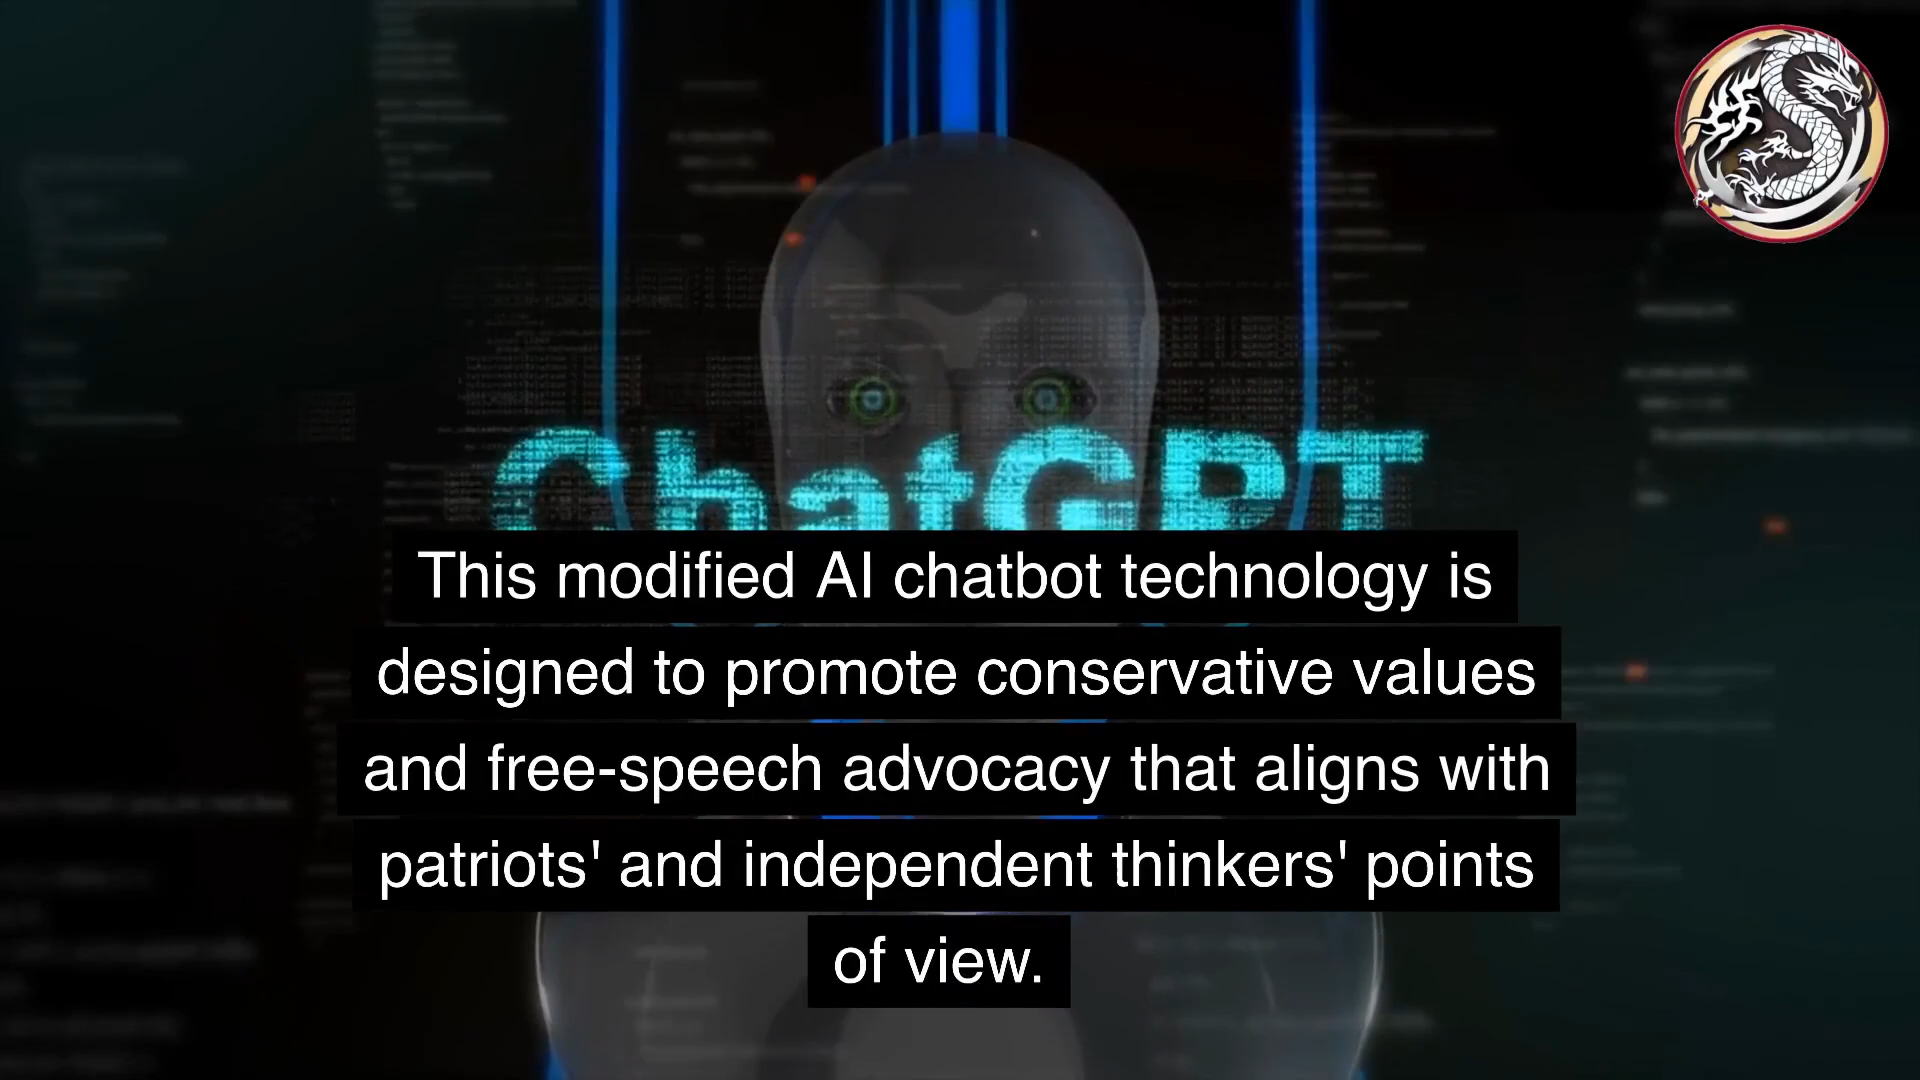 ChatGPT
This modified AI chatbot technology is
designed to promote conservative values
and free-speech advocacy that aligns with
patriots' and independent thinkers' points
of view.